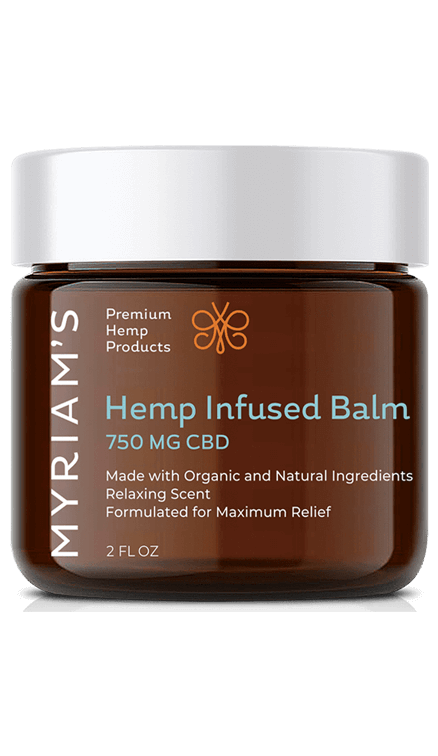 MYRIAM'S
Premium
Hemp
Products
Hemp Infused Balm
750 MG CBD
Made with Organic and Natural Ingredients
Relaxing Scent
Formulated for Maximum Relief
2 FL OZ